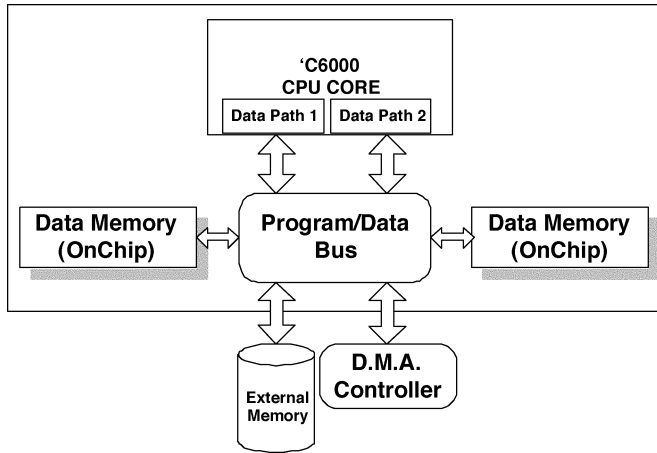 ‘C6000
CPU CORE
Data Path 1
Data Path 2
Data Memory
(OnChip)
Program/Data
Bus
Data Memory
(OnChip)
External
Memory
D.M.A.
Controller